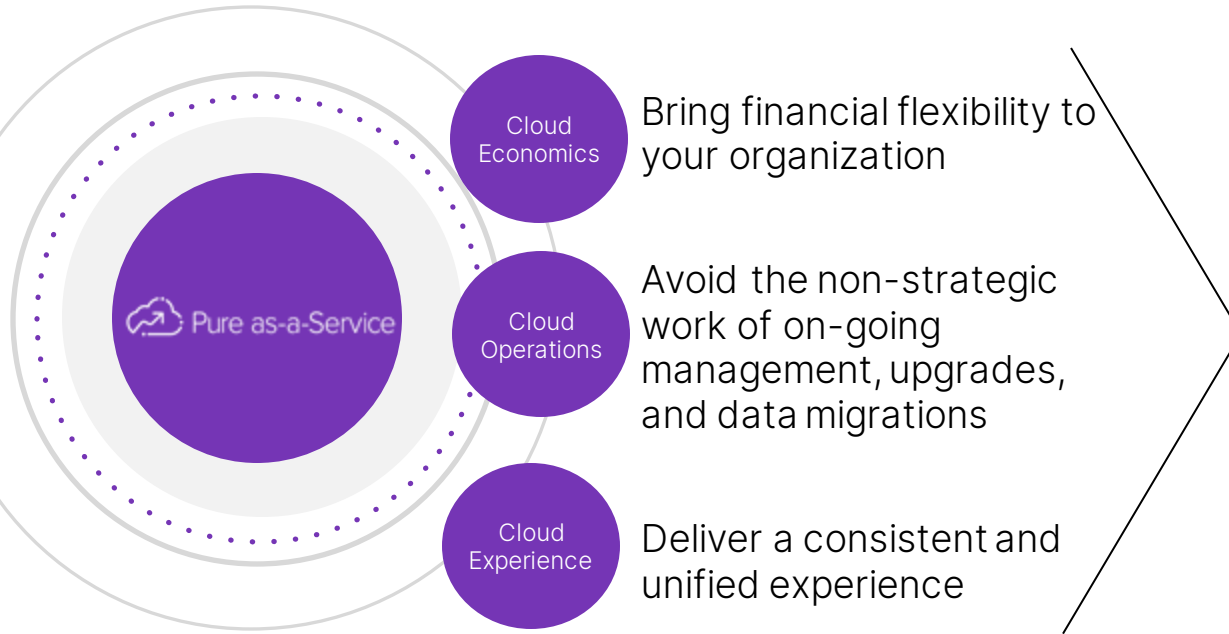 Pure as-a-Service
Cloud
Economics
Bring financial flexibility to
your organization
Cloud
Operations
Avoid the non-strategic
work of on-going
management, upgrades,
and data migrations
Cloud
Experience
Deliver a consistent and
unified experience